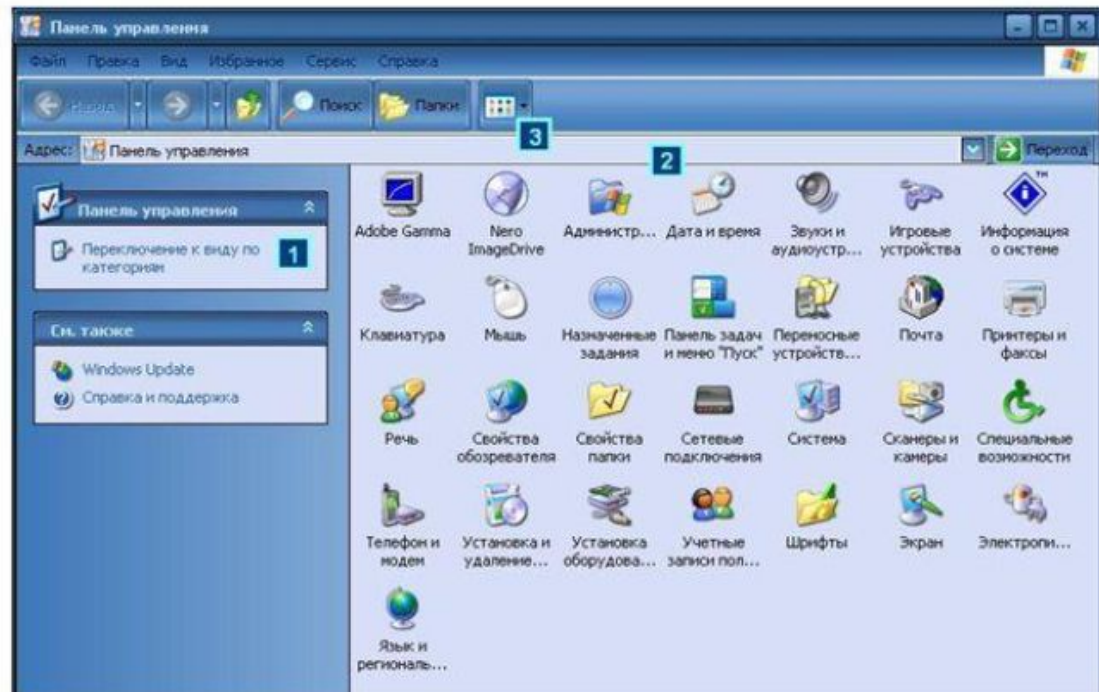 Панель управления
Файл Правка Вид Избранное Сервис Справка
Назад Поиск Папки
3
Адрес: Панель управления 2 Переход
Панель управления
Переключение к виду по
категориям
1
См. также
Windows Update
Справка и поддержка
Adobe Gamma
Nero
ImageDrive
Администр...
Дата и время
Звуки и
аудиоустр...
Игровые
устройства
TM
Информация
о системе
Клавиатура
Мышь
Назначенные
задания
Панель задач
и меню "Пуск"
Переносные
устройств...
Почта
Принтеры и
факсы
Речь
Свойства
обозревателя
Свойства
папки
Сетевые
подключения
Система
Сканеры и
камеры
Специальные
возможности
Телефон и
модем
Установка и
удаление...
Установка
оборудова...
Учетные
записи пол...
Шрифты
Экран
Электропи...
Язык и
региональ...